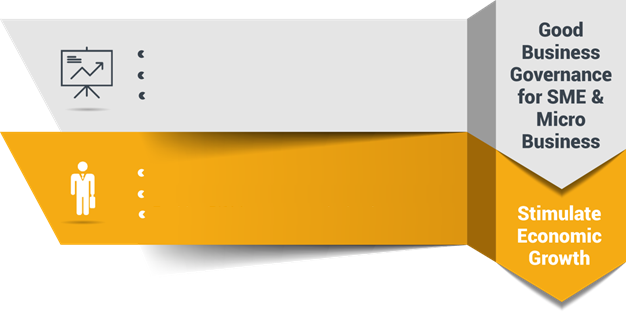 Good
Business
Governance
for SME &
Micro
Business
Stimulate
Economic
Growth